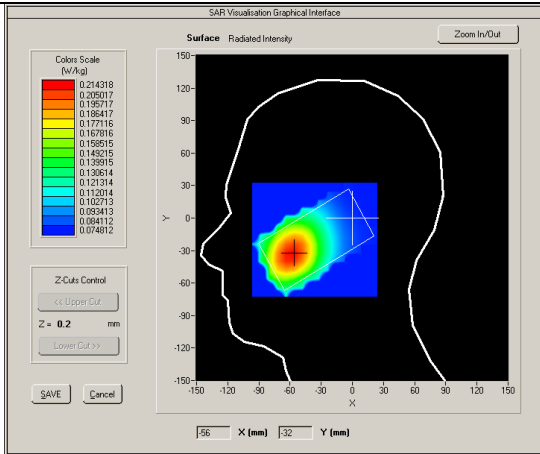 SAR Visualisation Graphical Interface
Surface Radiated Intensity
Zoom In/Out
Colors Scale
(W/kg)
0.214318
0.205017
0.195717
0.186417
0.177116
0.167816
0.158515
0.149215
0.139915
0.130614
0.121314
0.112014
0.102713
0.093413
0.084112
0.074812
Z-Cuts Control
<< Upper Cut
Z = 0.2 mm
Lower Cut >>
SAVE Cancel
150
120
90
60
30
Y 0
-30
-60
-90
-120
-150
-150 -120 -90 -60 -30 0 30 60 90 120 150
X
-56 X (mm) -32 Y (mm)